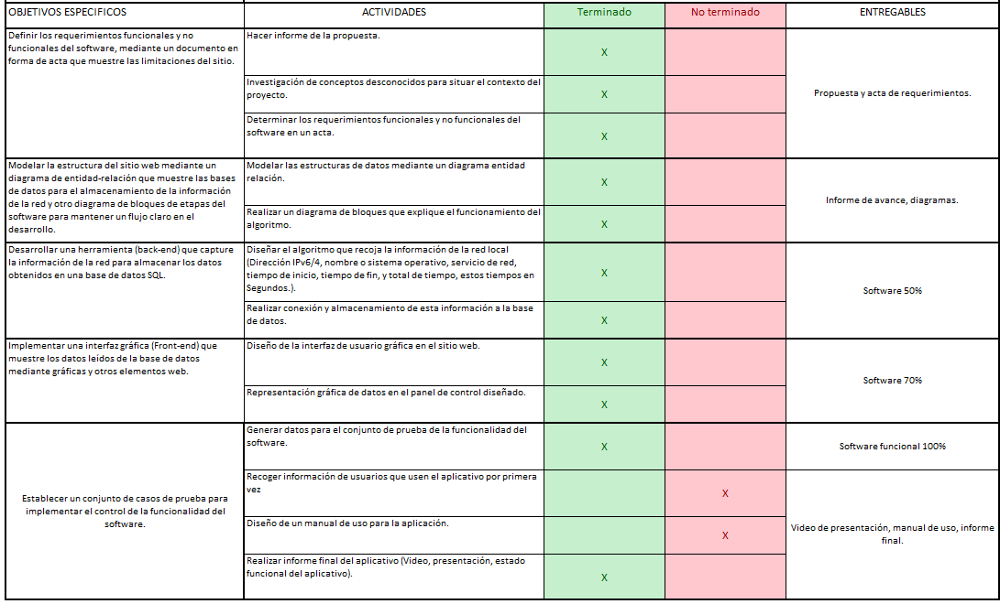 OBJETIVOS ESPECIFICOS
ACTIVIDADES
Terminado
No terminado
ENTREGABLES
Definir los requerimientos funcionales y no
funcionales del software, mediante un documento en
forma de acta que muestre las limitaciones del sitio.
Hacer informe de la propuesta.
X
Investigación de conceptos desconocidos para situar el contexto del
proyecto.
X
Determinar los requerimientos funcionales y no funcionales del
software en un acta.
X
Propuesta y acta de requerimientos.
Modelar la estructura del sitio web mediante un
diagrama de entidad-relación que muestre las bases
de datos para el almacenamiento de la información
de la red y otro diagrama de bloques de etapas del
software para mantener un flujo claro en el
desarrollo.
Modelar las estructuras de datos mediante un diagrama entidad
relación.
X
Realizar un diagrama de bloques que explique el funcionamiento del
algoritmo.
X
Informe de avance, diagramas.
Desarrollar una herramienta (back-end) que capture
la información de la red para almacenar los datos
obtenidos en una base de datos SQL.
Diseñar el algoritmo que recoja la información de la red local
(Dirección IPv6/4, nombre o sistema operativo, servicio de red,
tiempo de inicio, tiempo de fin, y total de tiempo, estos tiempos en
Segundos.).
X
Realizar conexión y almacenamiento de esta información a la base
de datos.
X
Software 50%
Implementar una interfaz gráfica (Front-end) que
muestre los datos leidos de la base de datos
mediante gráficas y otros elementos web.
Diseño de la interfaz de usuario gráfica en el sitio web.
X
Representación gráfica de datos en el panel de control diseñado.
X
Software 70%
Establecer un conjunto de casos de prueba para
implementar el control de la funcionalidad del
software.
Generar datos para el conjunto de prueba de la funcionalidad del
software.
X
Software funcional 100%
Recoger información de usuarios que usen el aplicativo por primera
vez
X
Diseño de un manual de uso para la aplicación.
X
Realizar informe final del aplicativo (Video, presentación, estado
funcional del aplicativo).
X
Video de presentación, manual de uso, informe
final.